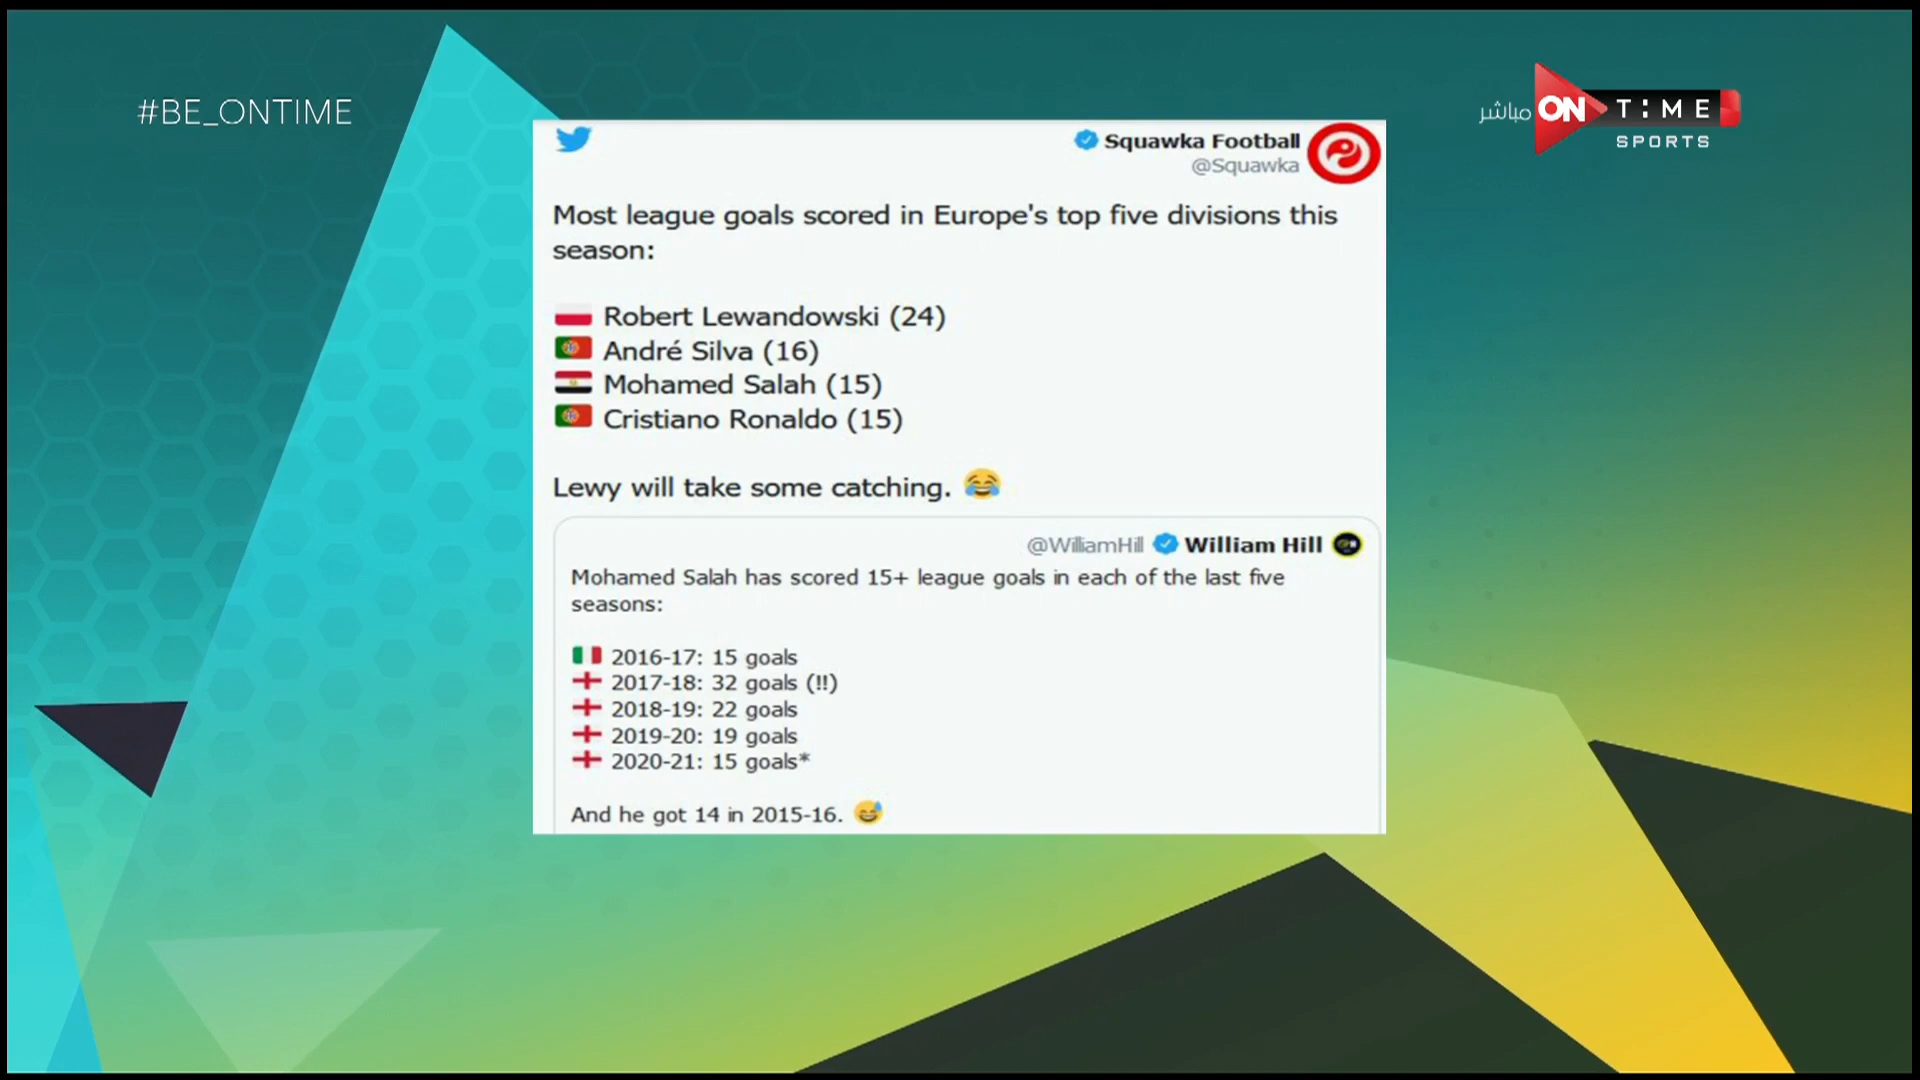 #BE_ONTIME
مباشر ON TIME
SPORTS
Squawka Football
@Squawka
Most league goals scored in Europe's top five divisions this
season:
Robert Lewandowski (24)
André Silva (16)
Mohamed Salah (15)
Cristiano Ronaldo (15)
Lewy will take some catching. 😂
@WilliamHill William Hill
Mohamed Salah has scored 15+ league goals in each of the last five
seasons:
2016-17: 15 goals
2017-18: 32 goals (!!)
2018-19: 22 goals
2019-20: 19 goals
2020-21: 15 goals*
And he got 14 in 2015-16. 😅